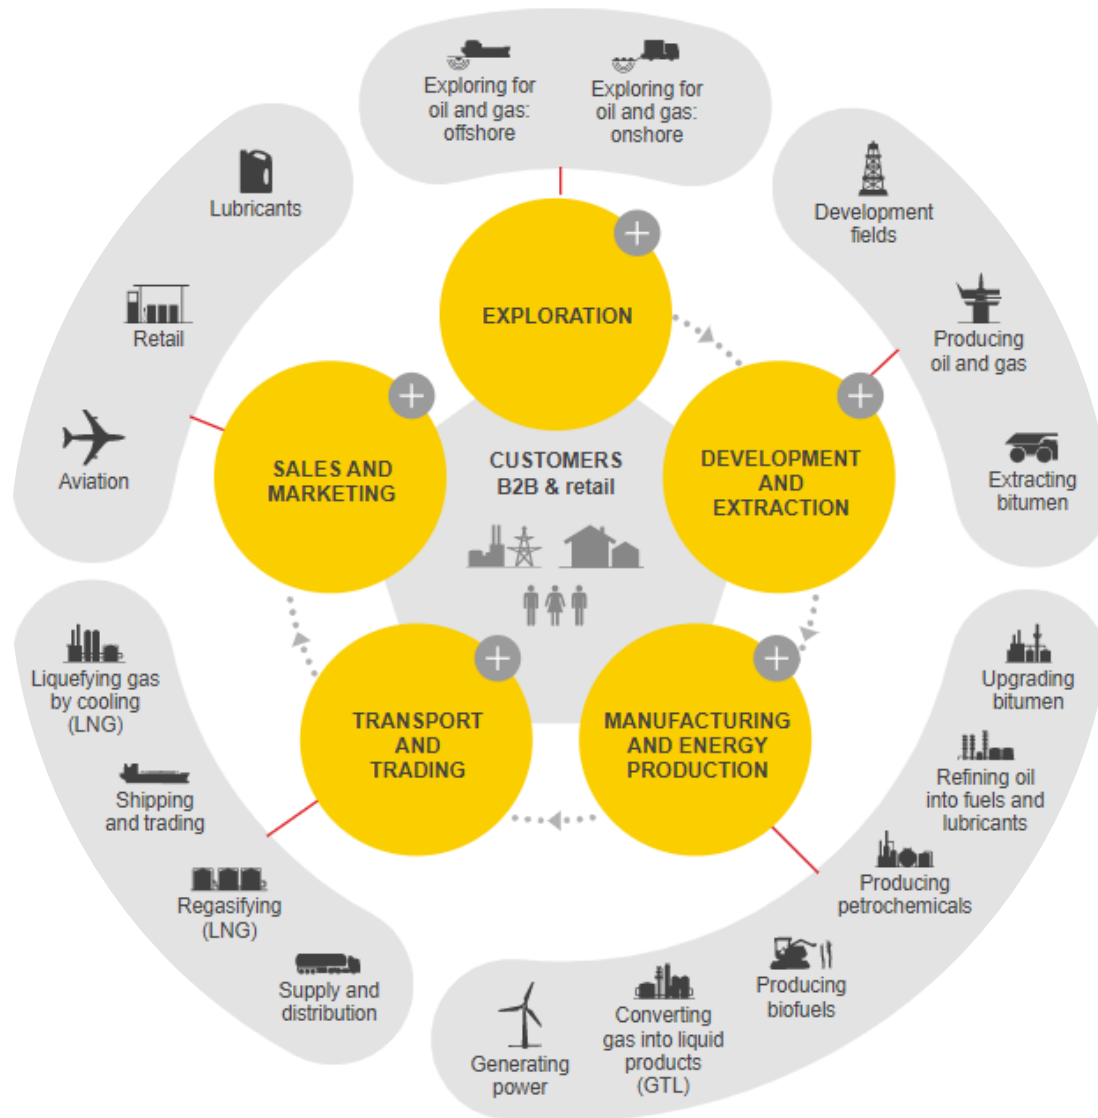 Exploring for
oil and gas:
offshore
Exploring for
oil and gas:
onshore
Lubricants
Retail
Aviation
Development
fields
Producing
oil and gas
Extracting
bitumen
EXPLORATION
SALES AND
MARKETING
CUSTOMERS
B2B & retail
DEVELOPMENT
AND
EXTRACTION
TRANSPORT
AND
TRADING
MANUFACTURING
AND ENERGY
PRODUCTION
Liquefying gas
by cooling
(LNG)
Shipping
and trading
Regasifying
(LNG)
Supply and
distribution
Upgrading
bitumen
Refining oil
into fuels and
lubricants
Producing
petrochemicals
Producing
biofuels
Converting
gas into liquid
products
(GTL)
Generating
power